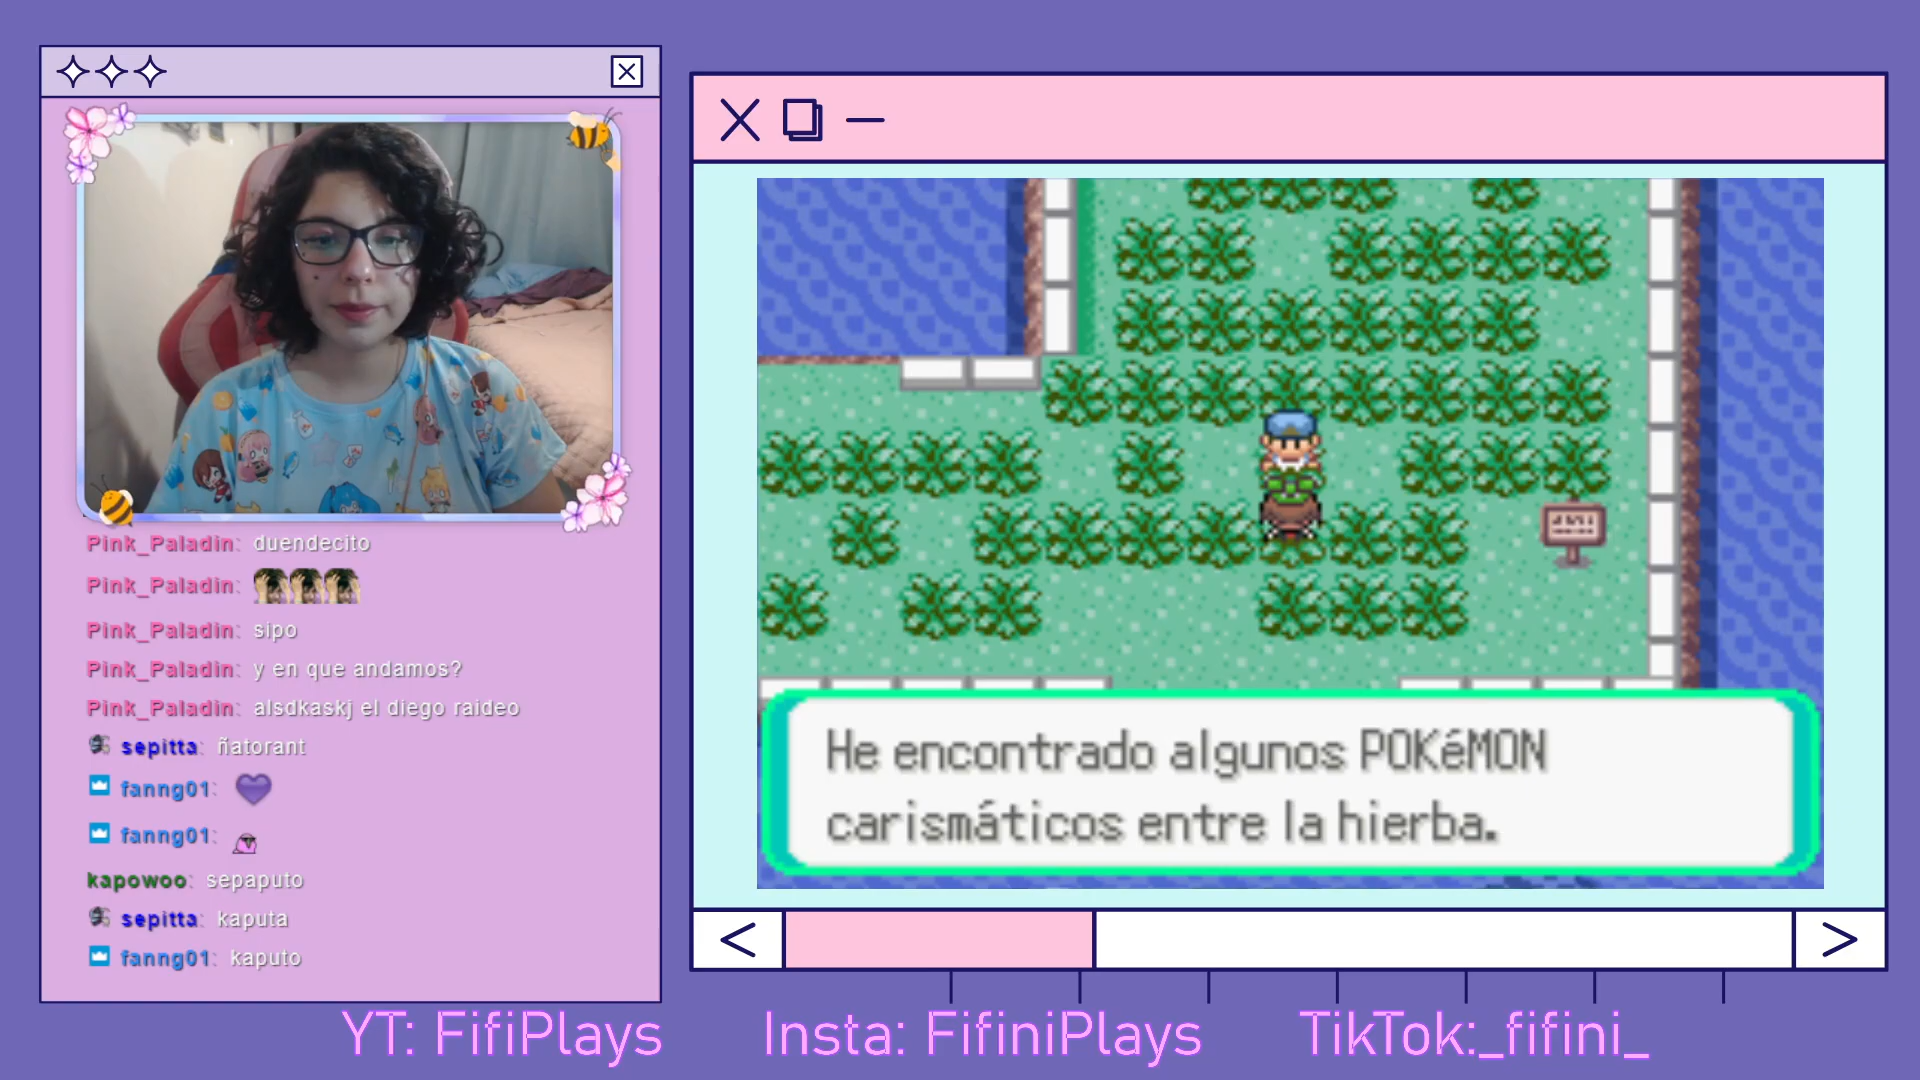 Pink_Paladin: duendecito
Pink_Paladin:
Pink_Paladin: sipo
Pink_Paladin: y en que andamos?
Pink_Paladin: alsdkaskj el diego raideo
sepitta: ñatorant
fanng01:
fanng01:
kapowoo: sepaputo
sepitta: kaputa
fanng01: kaputo
He encontrado algunos POKéMON
carismáticos entre la hierba.
YT: FifiPlays
Insta: FifiniPlays
TikTok:_fifini_